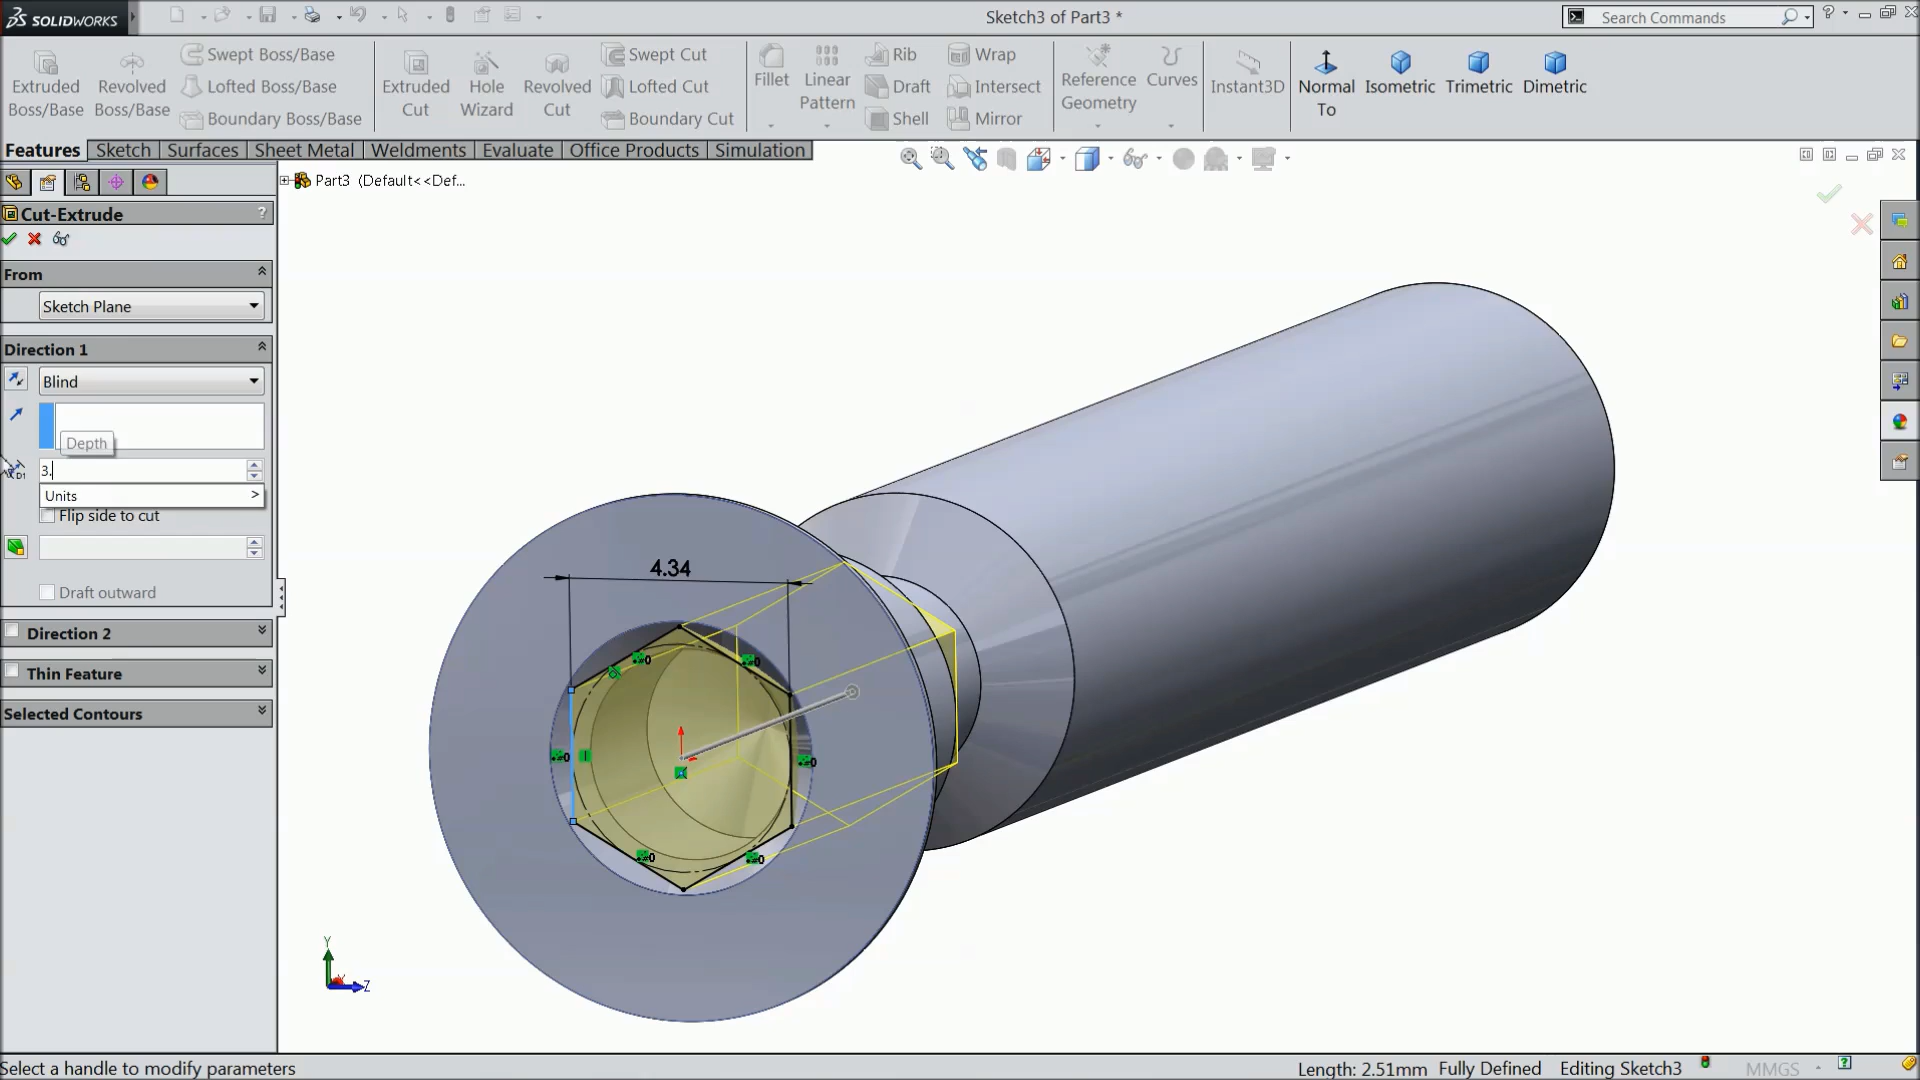 SOLIDWORKS
Sketch3 of Part3 *
Search Commands
Extruded Boss/Base
Revolved Boss/Base
Swept Boss/Base
Lofted Boss/Base
Boundary Boss/Base
Extruded Cut
Hole Wizard
Revolved Cut
Swept Cut
Lofted Cut
Boundary Cut
Fillet
Linear Pattern
Rib
Draft
Shell
Wrap
Intersect
Mirror
Reference Geometry
Curves
Instant3D
Normal To
Isometric
Trimetric
Dimetric
Features
Sketch
Surfaces
Sheet Metal
Weldments
Evaluate
Office Products
Simulation
Part3 (Default<<Def...
Cut-Extrude
?
From
Sketch Plane
Direction 1
Blind
Depth
D1
3.
Units >
Flip side to cut
Draft outward
Direction 2
Thin Feature
Selected Contours
4.34
Y
Z
Select a handle to modify parameters
Length: 2.51mm
Fully Defined
Editing Sketch3
MMGS